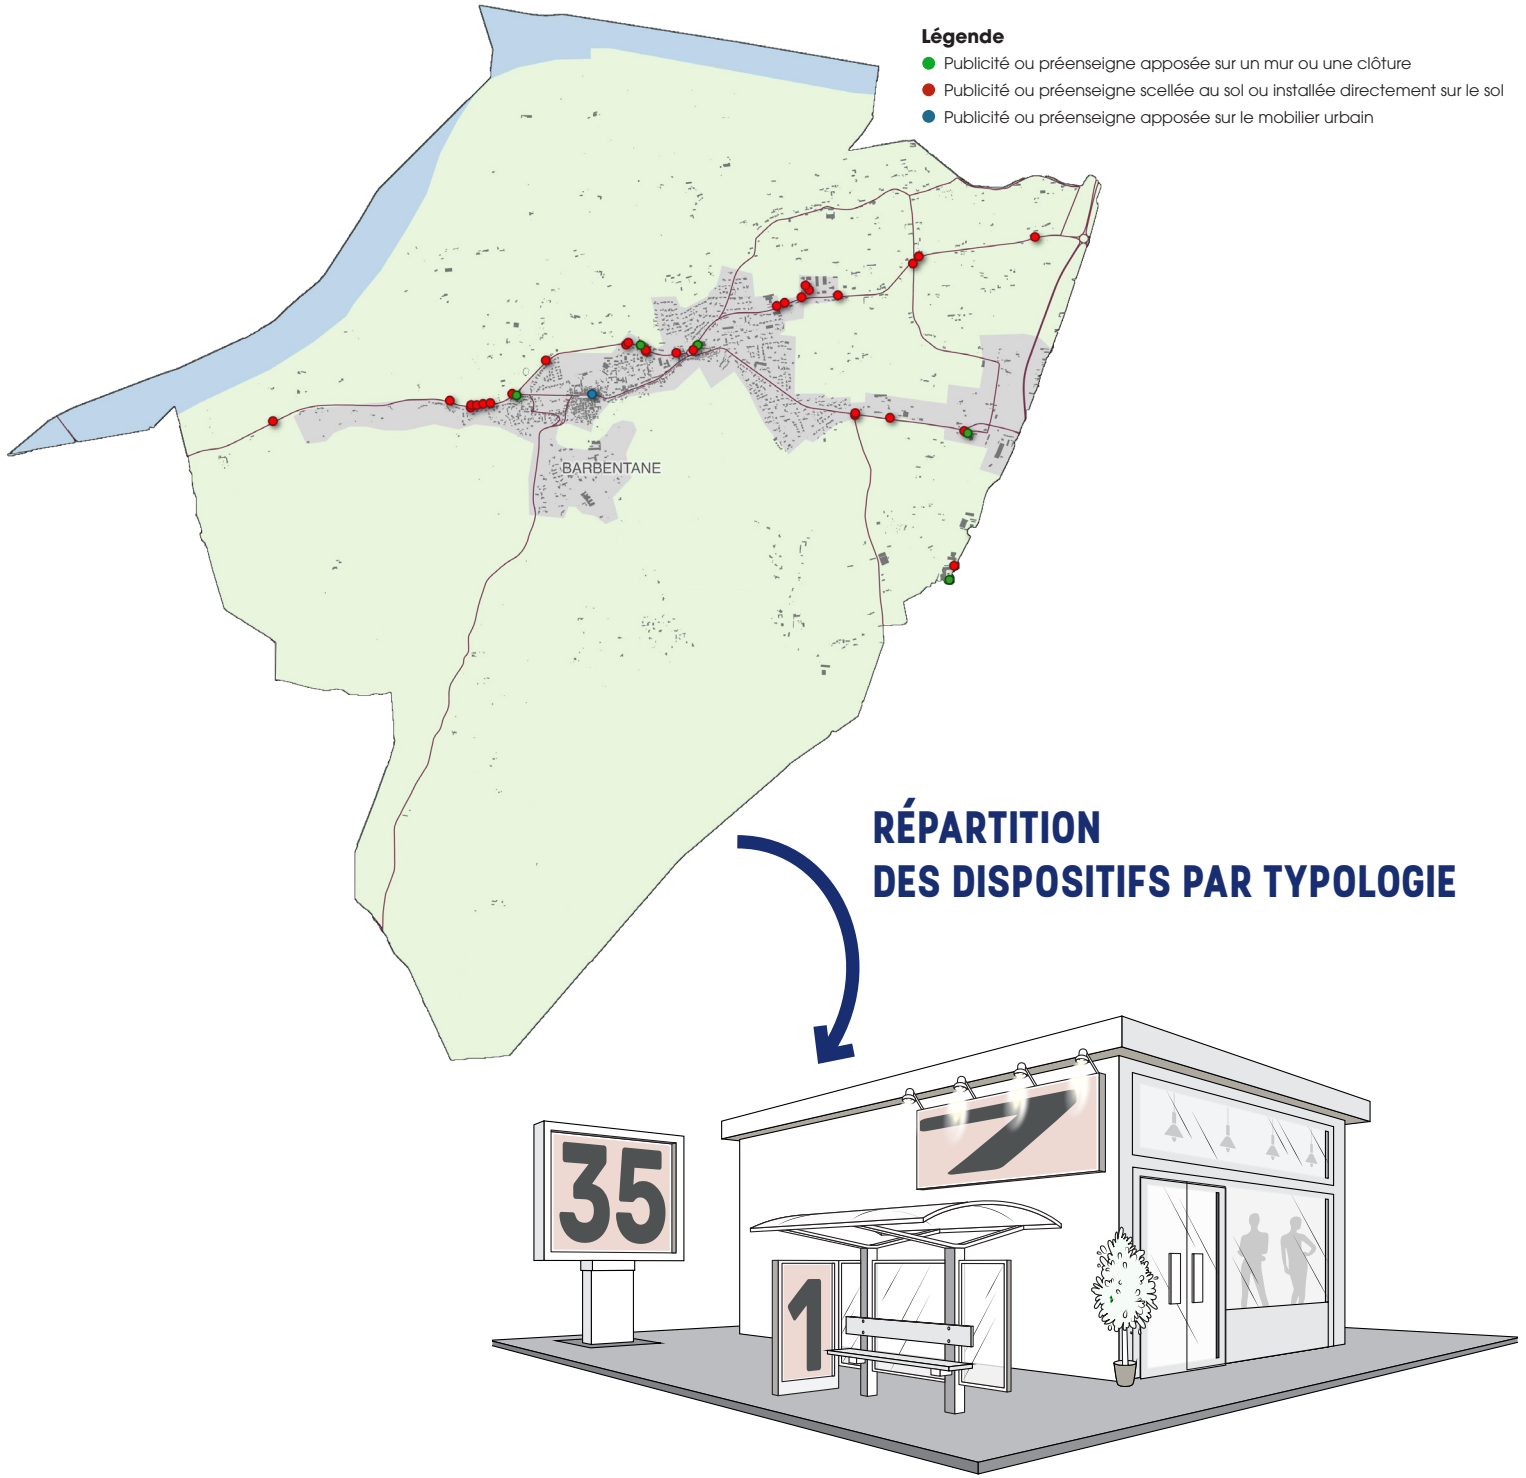 Légende
Publicité ou préenseigne apposée sur un mur ou une clôture
Publicité ou préenseigne scellée au sol ou installée directement sur le sol
Publicité ou préenseigne apposée sur le mobilier urbain
BARBENTANE
RÉPARTITION
DES DISPOSITIFS PAR TYPOLOGIE
7
35
1